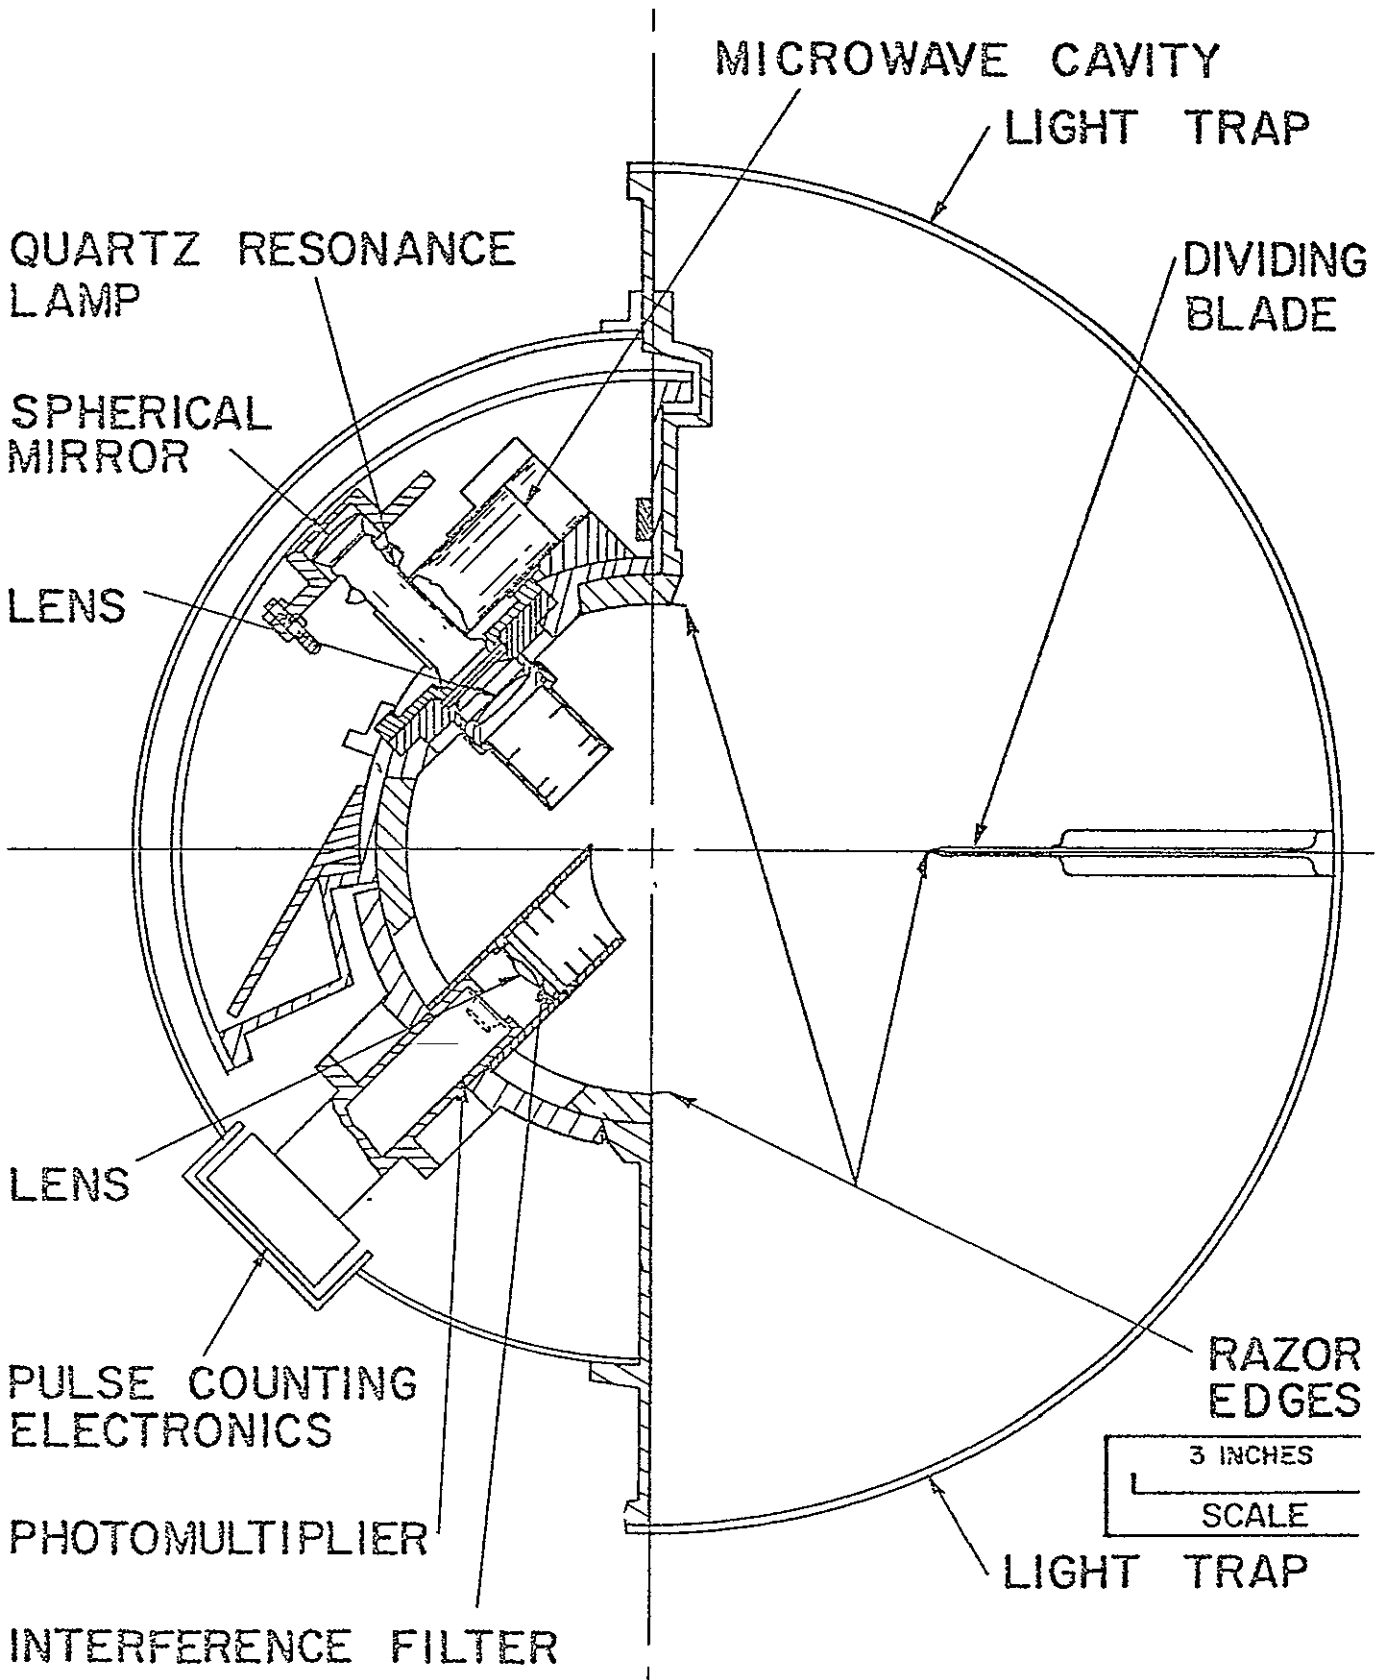 MICROWAVE CAVITY
LIGHT TRAP
QUARTZ RESONANCE
LAMP
DIVIDING
BLADE
SPHERICAL
MIRROR
LENS
LENS
PULSE COUNTING
ELECTRONICS
RAZOR
EDGES
3 INCHES
SCALE
PHOTOMULTIPLIER
LIGHT TRAP
INTERFERENCE FILTER